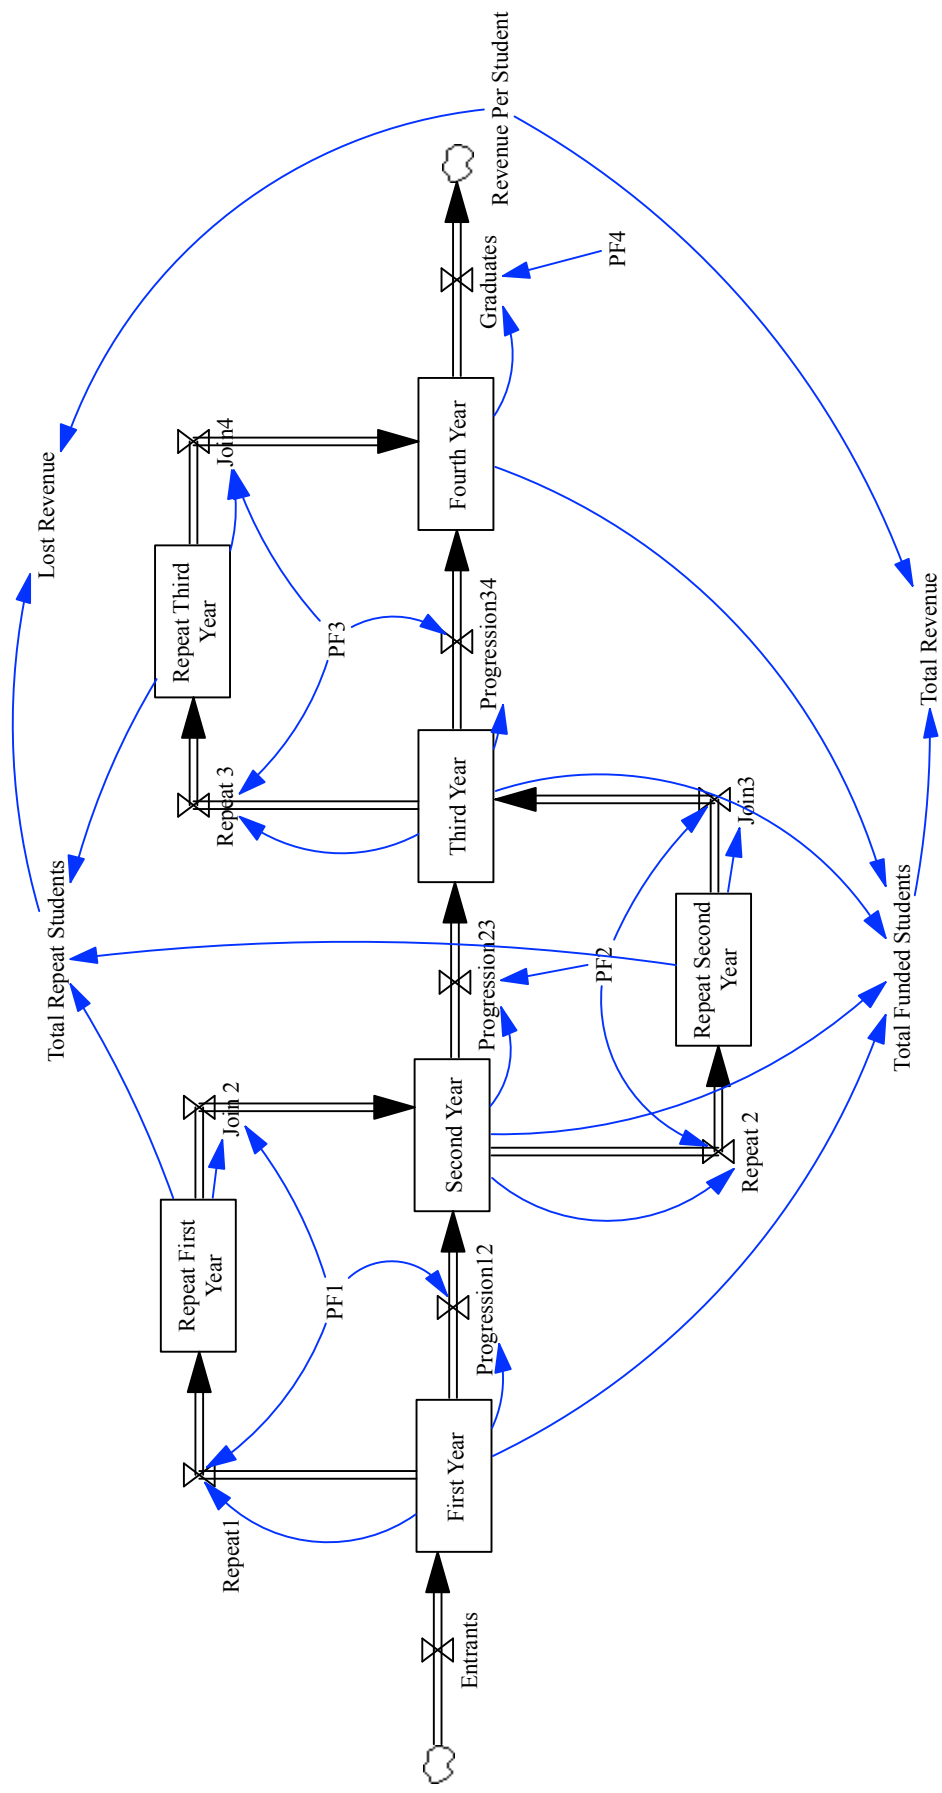 Lost Revenue
Total Repeat Students
Repeat First
Year
Repeat Third
Year
Repeat1
Join 2
Repeat 3
Join4
PF1
PF3
Revenue Per Student
Entrants
First Year
Progression12
Second Year
Progression23
Third Year
Progression34
Fourth Year
Graduates
PF2
PF4
Repeat 2
Repeat Second
Year
Join3
Total Funded Students
Total Revenue